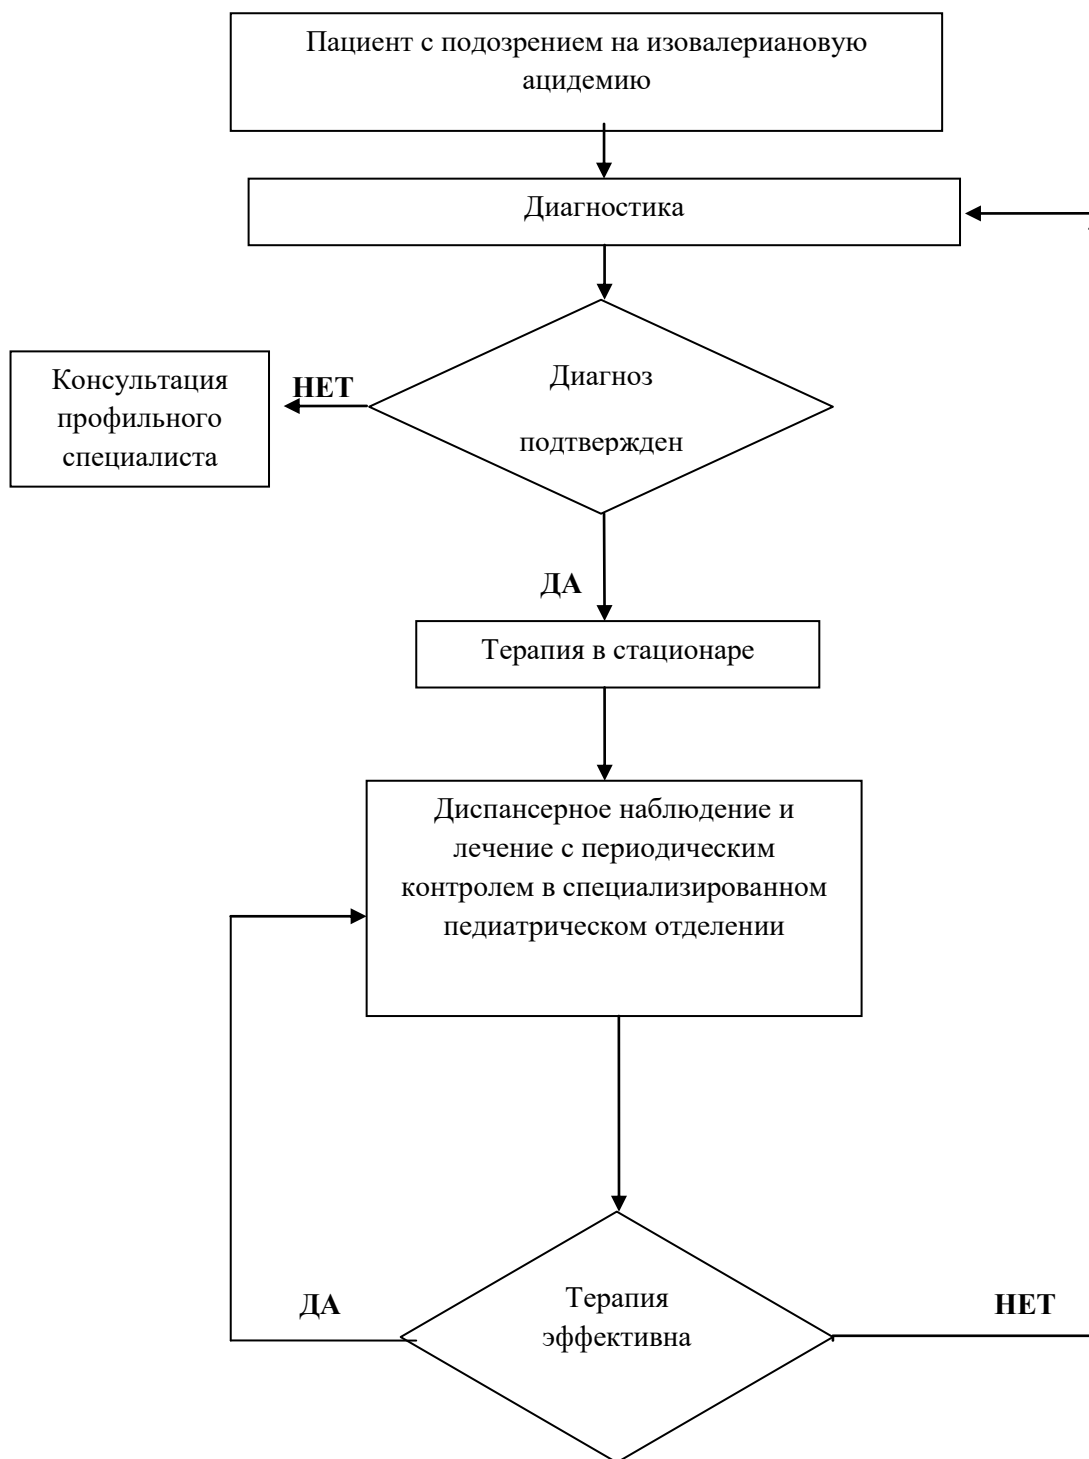 Пациент с подозрением на изовалериановую
ацидемию
Диагностика
Диагноз
подтвержден
НЕТ
Консультация
профильного
специалиста
ДА
Терапия в стационаре
Диспансерное наблюдение и
лечение с периодическим
контролем в специализированном
педиатрическом отделении
Терапия
эффективна
ДА
НЕТ